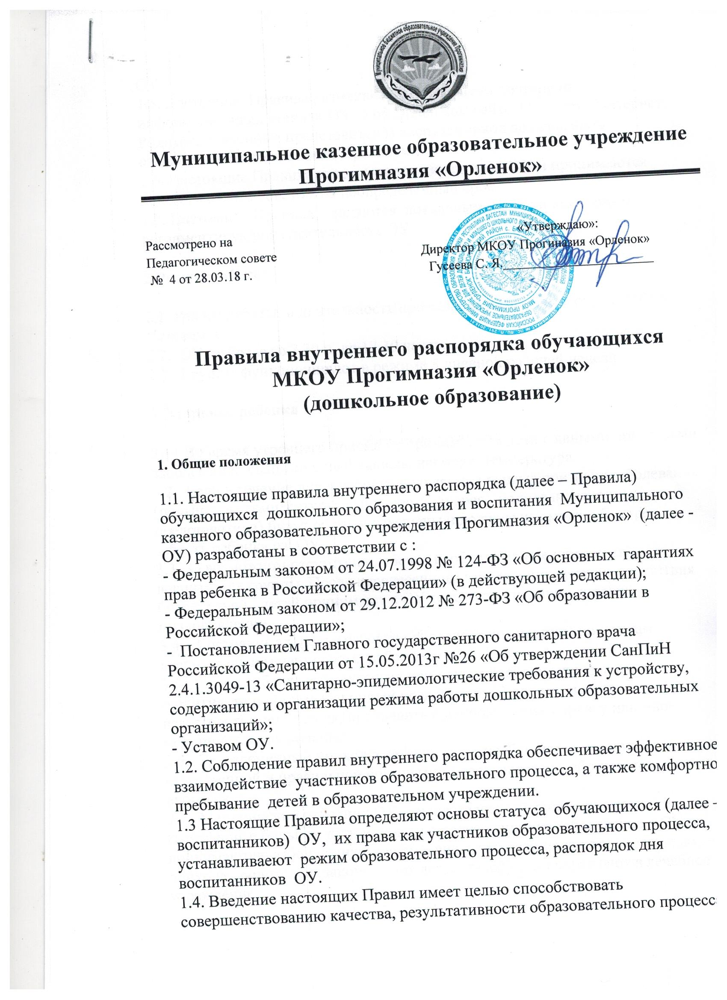 Муниципальное бюджетное образовательное учреждение Прогимназия
Муниципальное казенное образовательное учреждение
Прогимназия «Орленок»
Рассмотрено на
Педагогическом совете
№ 4 от 28.03.18 г.
«Утверждаю»:
Директор МКОУ Прогиназия «Орленок»
Гусеева С. Я.
Правила внутреннего распорядка обучающихся
МКОУ Прогимназия «Орленок»
(дошкольное образование)
1. Общие положения
1.1. Настоящие правила внутреннего распорядка (далее – Правила)
обучающихся дошкольного образования и воспитания Муниципального
казенного образовательного учреждения Прогимназия «Орленок» (далее -
ОУ) разработаны в соответствии с :
- Федеральным законом от 24.07.1998 № 124-ФЗ «Об основных гарантиях
прав ребенка в Российской Федерации» (в действующей редакции);
- Федеральным законом от 29.12.2012 № 273-ФЗ «Об образовании в
Российской Федерации»;
- Постановлением Главного государственного санитарного врача
Российской Федерации от 15.05.2013г №26 «Об утверждении СанПиН
2.4.1.3049-13 «Санитарно-эпидемиологические требования к устройству,
содержанию и организации режима работы дошкольных образовательных
организаций»;
- Уставом ОУ.
1.2. Соблюдение правил внутреннего распорядка обеспечивает эффективное
взаимодействие участников образовательного процесса, а также комфортно
пребывание детей в образовательном учреждении.
1.3 Настоящие Правила определяют основы статуса обучающихося (далее –
воспитанников) ОУ, их права как участников образовательного процесса,
устанавливаеют режим образовательного процесса, распорядок дня
воспитанников ОУ.
1.4. Введение настоящих Правил имеет целью способствовать
совершенствованию качества, результативности образовательного процесса